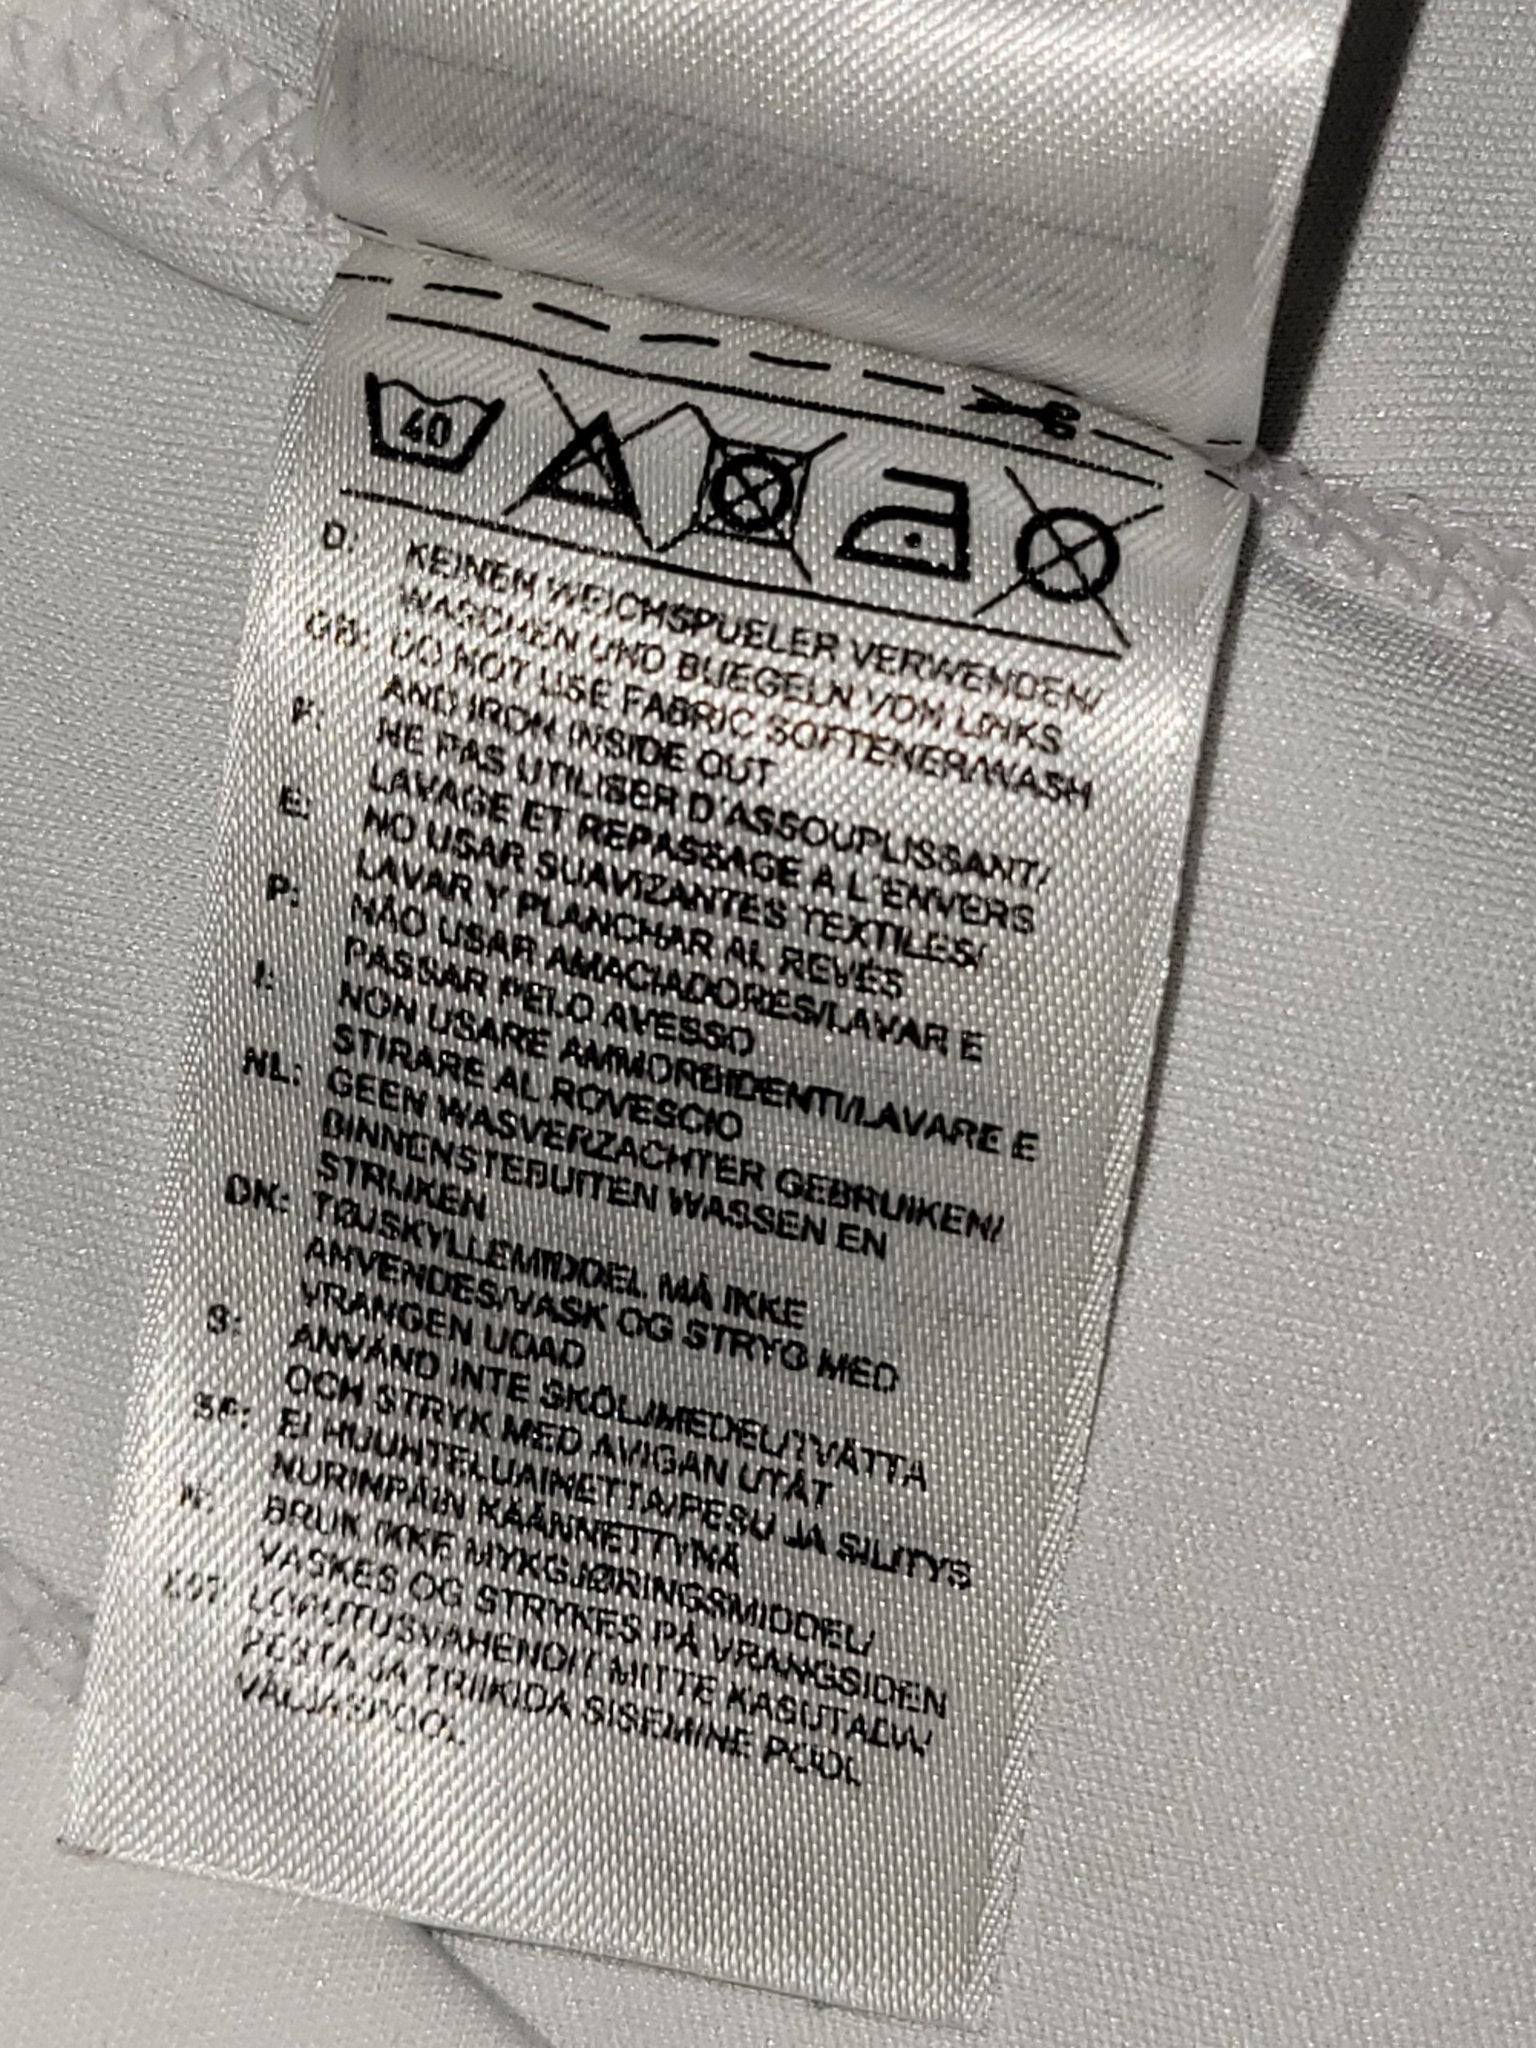 40
D: KEINEN WEICHSPUELER VERWENDEN/
WASCHEN UND BUEGELN VON LINKS
GB: DO NOT USE FABRIC SOFTENER/WASH
AND IRON INSIDE OUT
F: NE PAS UTILISER D'ASSOUPLISSANT/
LAVAGE ET REPASSAGE A L'ENVERS
E: NO USAR SUAVIZANTES TEXTILES/
LAVAR Y PLANCHAR AL REVÉS
P: NÃO USAR AMACIADORES/LAVAR E
PASSAR PELO AVESSO
I: NON USARE AMMORBIDENTI/LAVARE E
STIRARE AL ROVESCIO
NL: GEEN WASVERZACHTER GEBRUIKEN/
BINNENSTEBUITEN WASSEN EN
STRIJKEN
DK: TØJSKYLLEMIDDEL MÅ IKKE
ANVENDES/VASK OG STRYG MED
VRANGEN UDAD
S: ANVÄND INTE SKÖLJMEDEL/TVÄTTA
OCH STRYK MED AVIGAN UTÅT
SF: EI HUUHTELUAINETTA/PESU JA SILITYS
NURINPÄIN KÄÄNNETTYNÄ
N: BRUK IKKE MYKGJØRINGSMIDDEL/
VASKES OG STRYKES PÅ VRANGSIDEN
LOPUTUSVAHENDIT MITTE KASUTADA/
PESTA JA TRIIKIDA SISEMINE POOL
VÄLJASPOOL